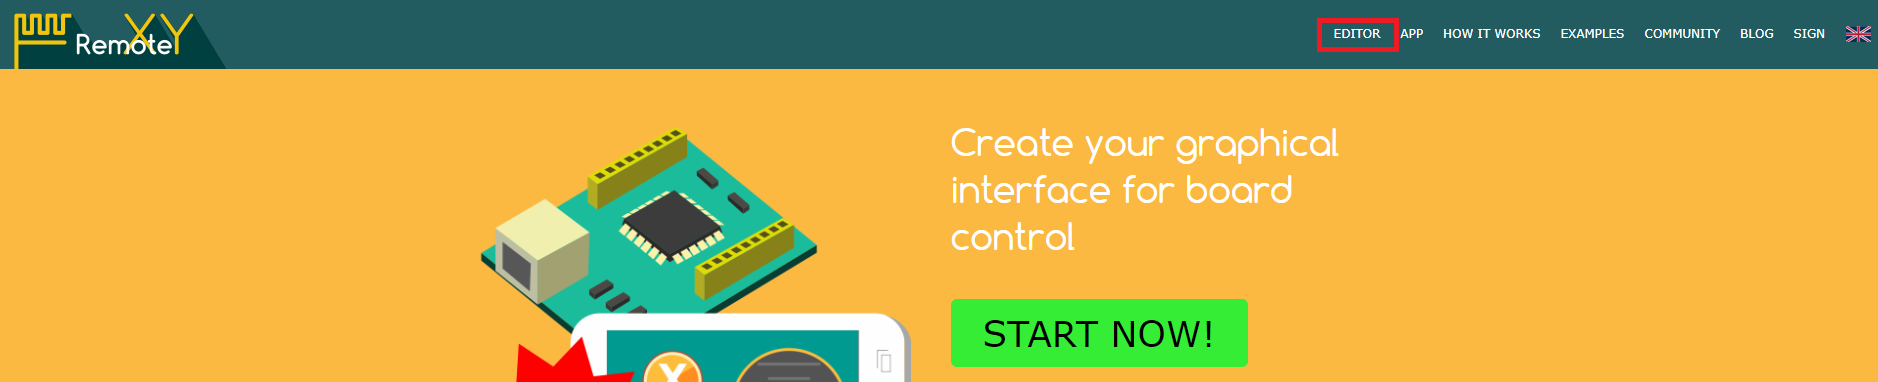 RemoteXY
EDITOR APP HOW IT WORKS EXAMPLES COMMUNITY BLOG SIGN
Create your graphical
interface for board
control
START NOW!
X